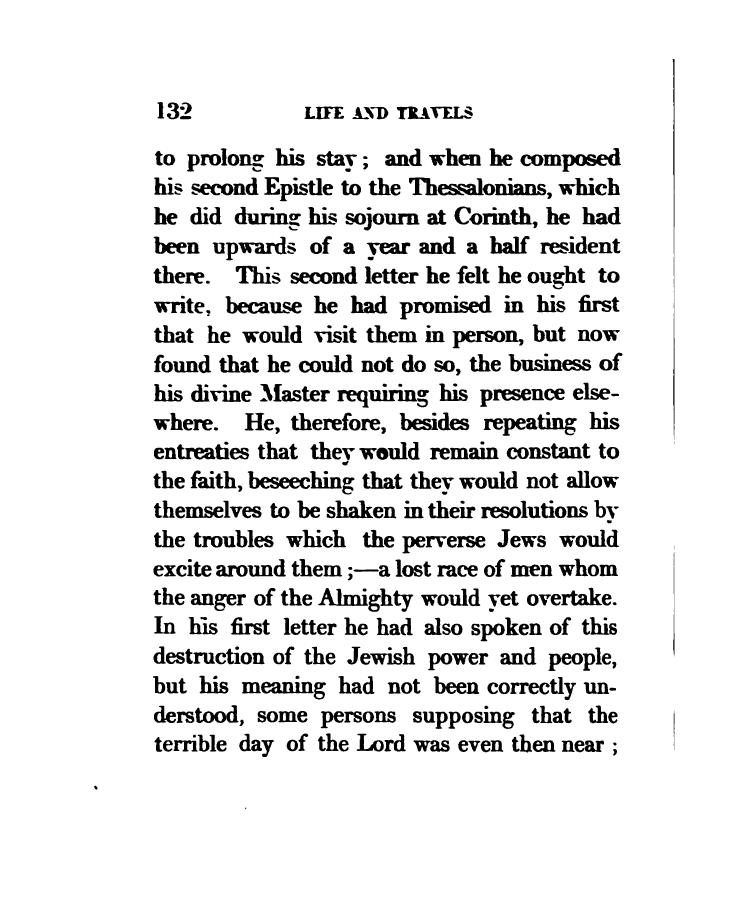 132 LIFE AND TRAVELS
to prolong his stay ; and when he composed
his second Epistle to the Thessalonians, which
he did during his sojourn at Corinth, he had
been upwards of a year and a half resident
there. This second letter he felt he ought to
write, because he had promised in his first
that he would visit them in person, but now
found that he could not do so, the business of
his divine Master requiring his presence else-
where. He, therefore, besides repeating his
entreaties that they would remain constant to
the faith, beseeching that they would not allow
themselves to be shaken in their resolutions by
the troubles which the perverse Jews would
excite around them ;—a lost race of men whom
the anger of the Almighty would yet overtake.
In his first letter he had also spoken of this
destruction of the Jewish power and people,
but his meaning had not been correctly un-
derstood, some persons supposing that the
terrible day of the Lord was even then near ;